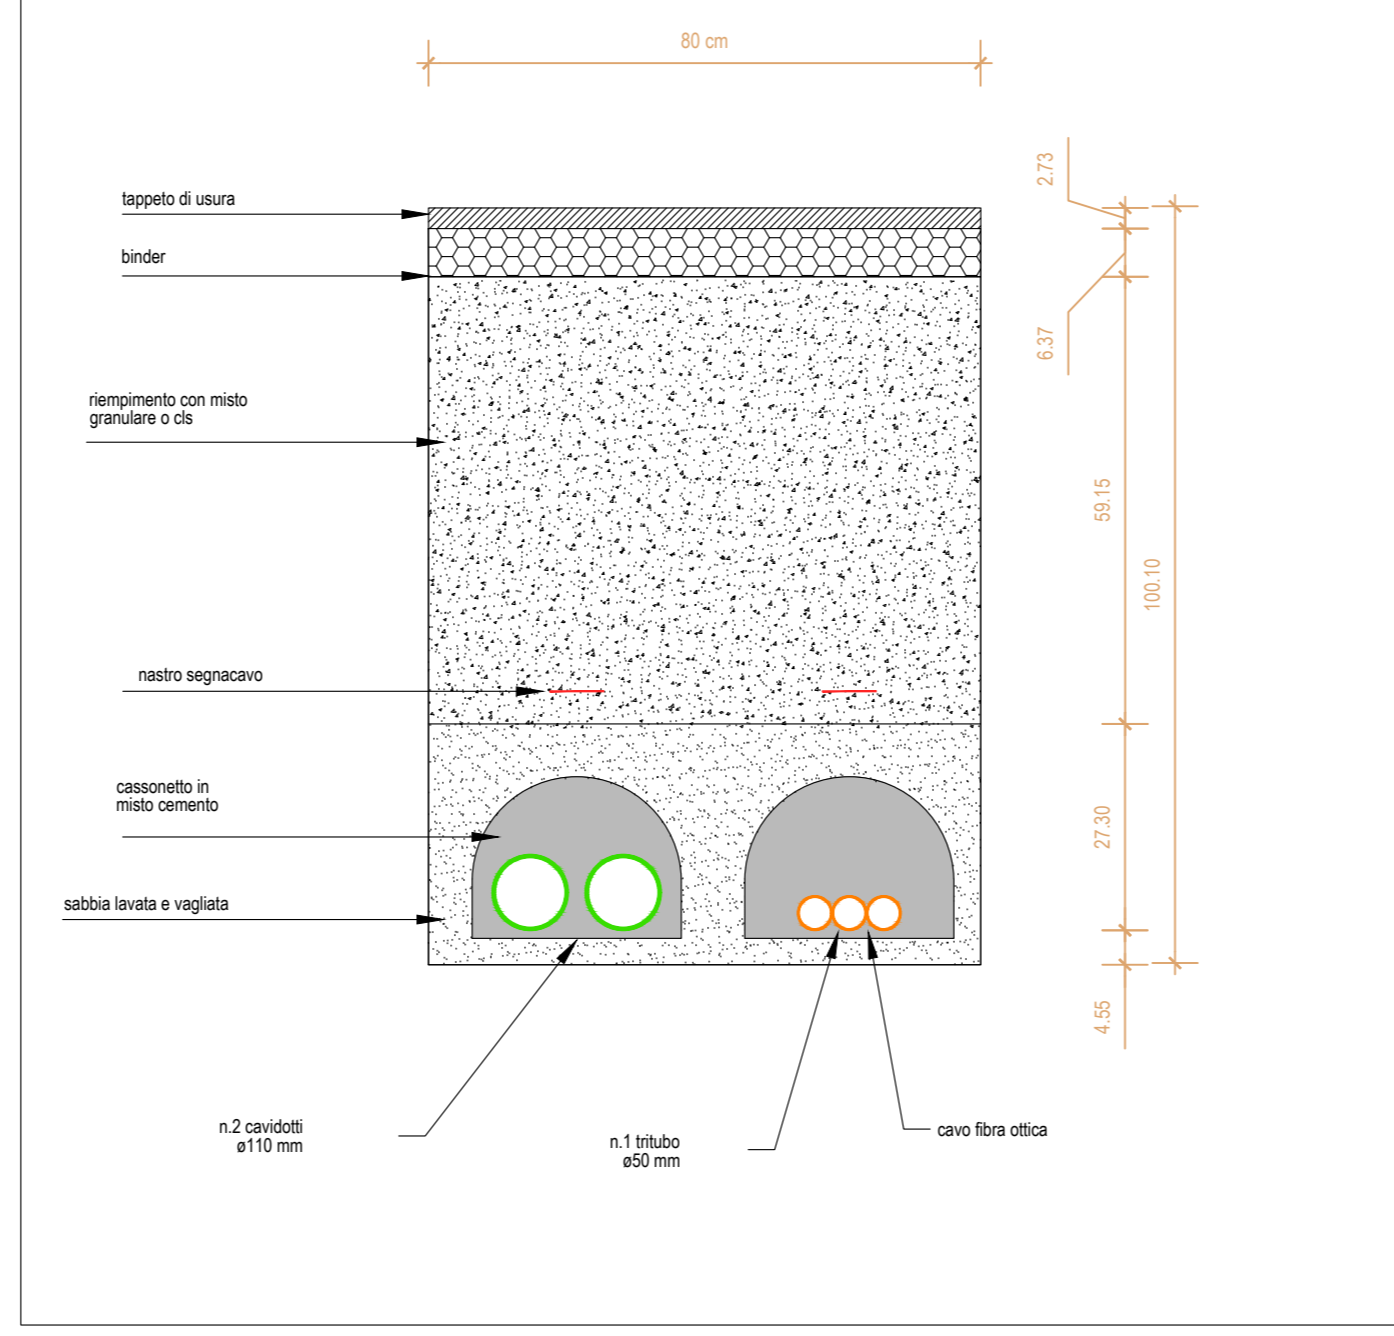 80 cm
2.73
tappeto di usura
binder
6.37
riempimento con misto
granulare o cls
59.15
100.10
nastro segnacavo
cassonetto in
misto cemento
27.30
sabbia lavata e vagliata
4.55
n.2 cavidotti
ø110 mm
n.1 tritubo
ø50 mm
cavo fibra ottica